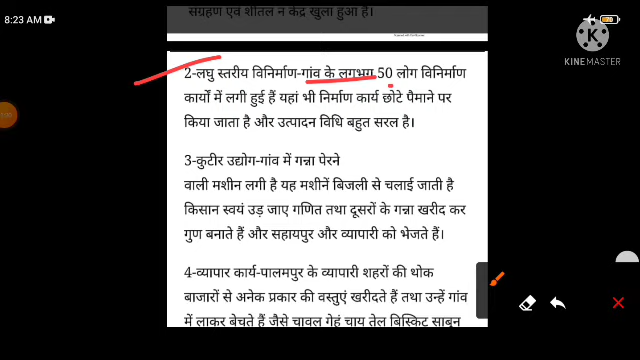 8:23 AM
70
K
KINEMASTER
संग्रहण एवं शीतल न केंद्र खुला हुआ है।
2-लघु स्तरीय विनिर्माण-गांव के लगभग 50 लोग विनिर्माण
कार्यों में लगी हुई हैं यहां भी निर्माण कार्य छोटे पैमाने पर
किया जाता है और उत्पादन विधि बहुत सरल है।
3-कुटीर उद्योग-गांव में गन्ना पेरने
वाली मशीन लगी है यह मशीनें बिजली से चलाई जाती है
किसान स्वयं उड़ जाए गणित तथा दूसरों के गन्ना खरीद कर
गुण बनाते हैं और सहायपुर और व्यापारी को भेजते हैं।
4-व्यापार कार्य-पालमपुर के व्यापारी शहरों की थोक
बाजारों से अनेक प्रकार की वस्तुएं खरीदते हैं तथा उन्हें गांव
में लाकर बेचते हैं जैसे चावल गेहूं चाय तेल बिस्किट साबुन